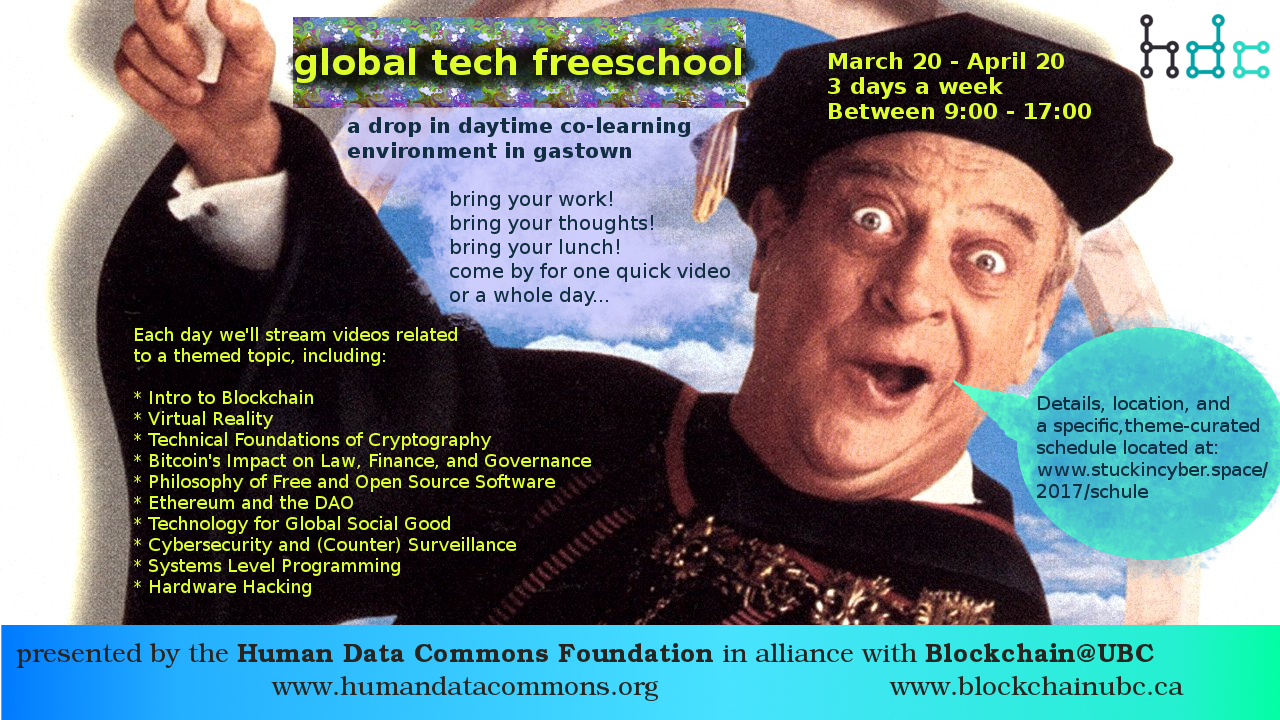 global tech freeschool
a drop in daytime co-learning
environment in gastown
bring your work!
bring your thoughts!
bring your lunch!
come by for one quick video
or a whole day...
March 20 - April 20
3 days a week
Between 9:00 - 17:00
hdc
Each day we'll stream videos related
to a themed topic, including:
* Intro to Blockchain
* Virtual Reality
* Technical Foundations of Cryptography
* Bitcoin's Impact on Law, Finance, and Governance
* Philosophy of Free and Open Source Software
* Ethereum and the DAO
* Technology for Global Social Good
* Cybersecurity and (Counter) Surveillance
* Systems Level Programming
* Hardware Hacking
Details, location, and
a specific,theme-curated
schedule located at:
www.stuckincyber.space/
2017/schule
presented by the Human Data Commons Foundation in alliance with Blockchain@UBC
www.humandatacommons.org www.blockchainubc.ca